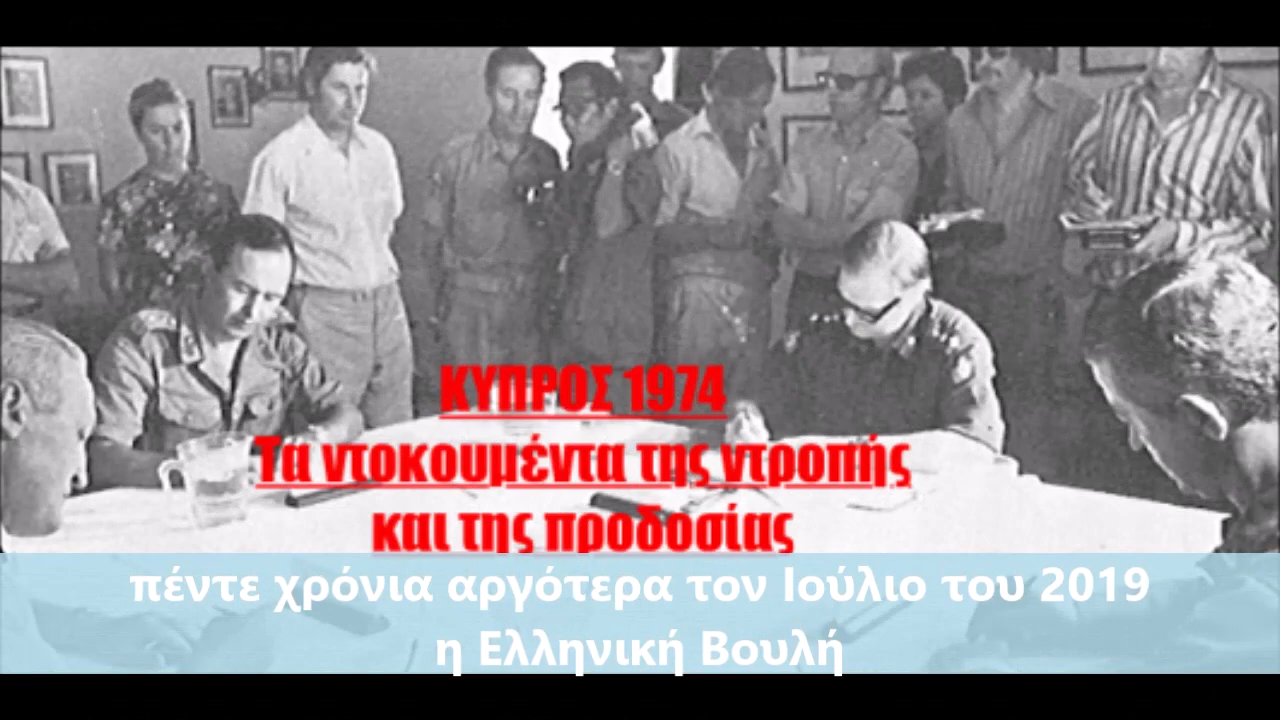 ΚΥΠΡΟΣ 1974
Τα ντοκουμέντα της ντροπής
και της προδοσίας
πέντε χρόνια αργότερα τον Ιούλιο του 2019
η Ελληνική Βουλή